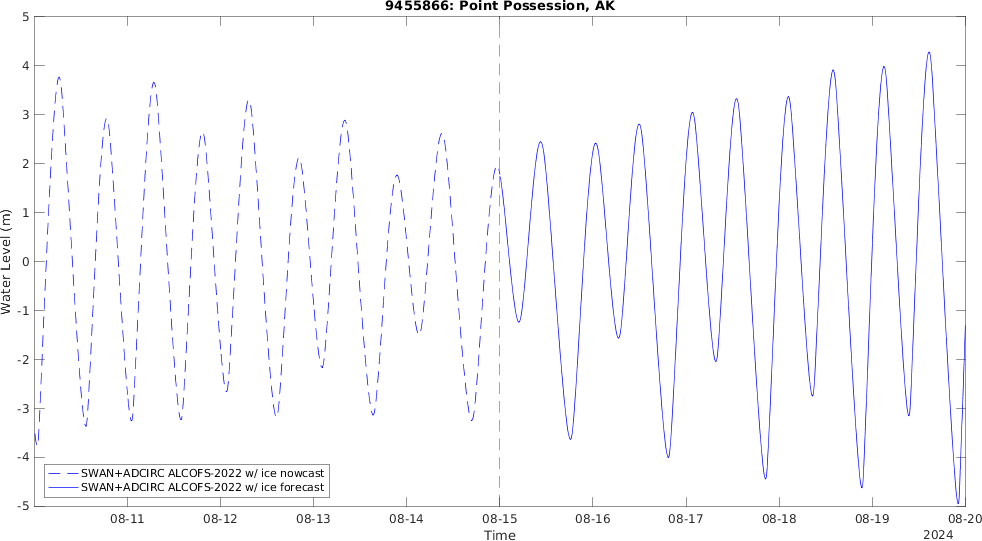 9455866: Point Possession, AK
Water Level (m)
5
4
3
2
1
0
-1
-2
-3
-4
-5
SWAN+ADCIRC ALCOFS-2022 w/ ice nowcast
SWAN+ADCIRC ALCOFS-2022 w/ ice forecast
08-11 08-12 08-13 08-14 08-15 08-16 08-17 08-18 08-19 08-20
Time
2024